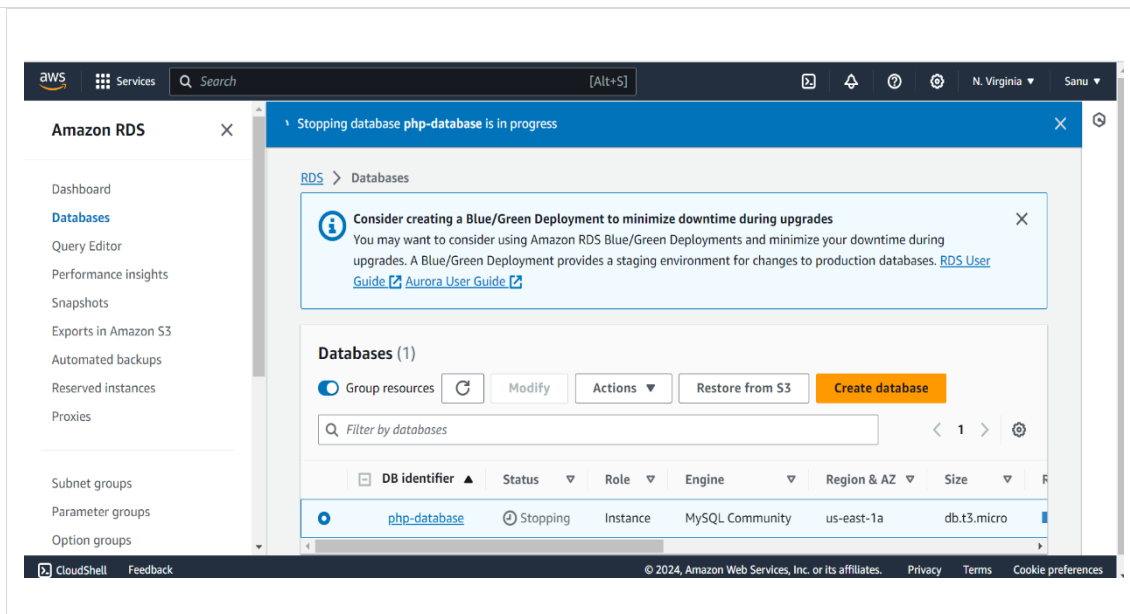 aws Services Search [Alt+S] N. Virginia Sanu
Amazon RDS
Stopping database php-database is in progress
RDS > Databases
Dashboard
Databases
Query Editor
Performance insights
Snapshots
Exports in Amazon S3
Automated backups
Reserved instances
Proxies
Subnet groups
Parameter groups
Option groups
Consider creating a Blue/Green Deployment to minimize downtime during upgrades
You may want to consider using Amazon RDS Blue/Green Deployments and minimize your downtime during
upgrades. A Blue/Green Deployment provides a staging environment for changes to production databases. RDS User
Guide Aurora User Guide
Databases (1)
Group resources Modify Actions Restore from S3 Create database
Filter by databases 1
DB identifier Status Role Engine Region & AZ Size
php-database Stopping Instance MySQL Community us-east-1a db.t3.micro
CloudShell Feedback © 2024, Amazon Web Services, Inc. or its affiliates. Privacy Terms Cookie preferences